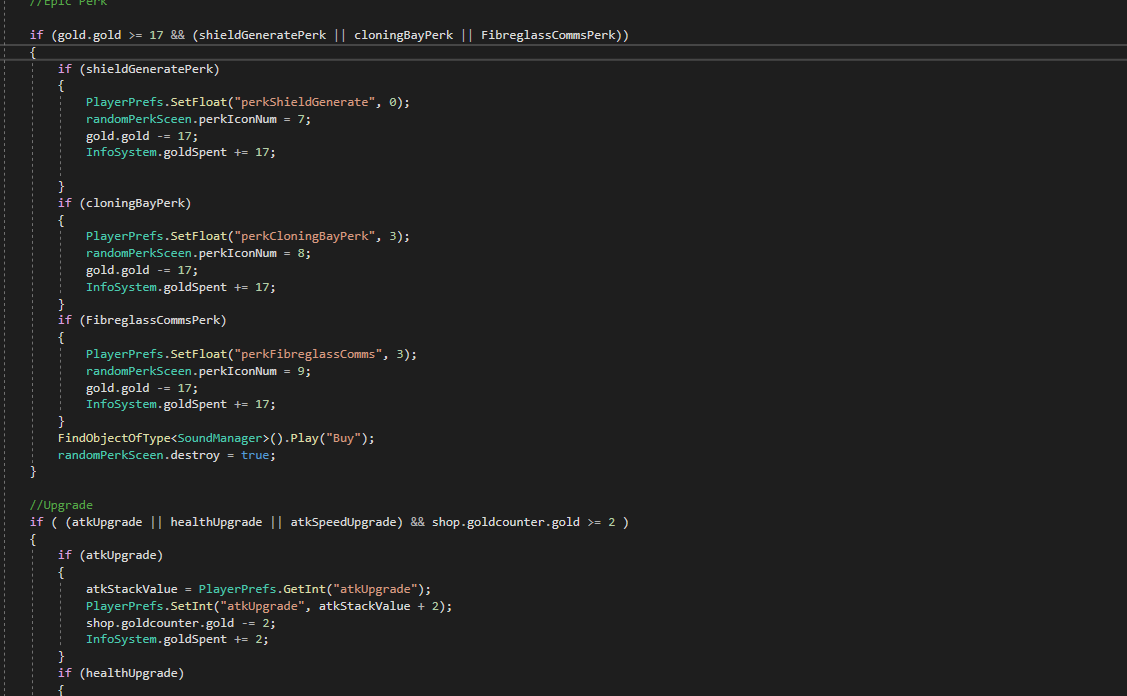 //Epic Perk
if (gold.gold >= 17 && (shieldGeneratePerk || cloningBayPerk || FibreglassCommsPerk))
{
if (shieldGeneratePerk)
{
PlayerPrefs.SetFloat("perkShieldGenerate", 0);
randomPerkSceen.perkIconNum = 7;
gold.gold -= 17;
InfoSystem.goldSpent += 17;
}
if (cloningBayPerk)
{
PlayerPrefs.SetFloat("perkCloningBayPerk", 3);
randomPerkSceen.perkIconNum = 8;
gold.gold -= 17;
InfoSystem.goldSpent += 17;
}
if (FibreglassCommsPerk)
{
PlayerPrefs.SetFloat("perkFibreglassComms", 3);
randomPerkSceen.perkIconNum = 9;
gold.gold -= 17;
InfoSystem.goldSpent += 17;
}
FindObjectOfType<SoundManager>().Play("Buy");
randomPerkSceen.destroy = true;
}
//Upgrade
if ( (atkUpgrade || healthUpgrade || atkSpeedUpgrade) && shop.goldcounter.gold >= 2 )
{
if (atkUpgrade)
{
atkStackValue = PlayerPrefs.GetInt("atkUpgrade");
PlayerPrefs.SetInt("atkUpgrade", atkStackValue + 2);
shop.goldcounter.gold -= 2;
InfoSystem.goldSpent += 2;
}
if (healthUpgrade)
{